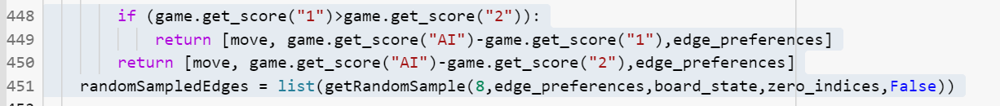 448 if (game.get_score("1")>game.get_score("2")):
449 return [move, game.get_score("AI")-game.get_score("1"),edge_preferences]
450 return [move, game.get_score("AI")-game.get_score("2"),edge_preferences]
451 randomSampledEdges = list(getRandomSample(8,edge_preferences,board_state,zero_indices,False))